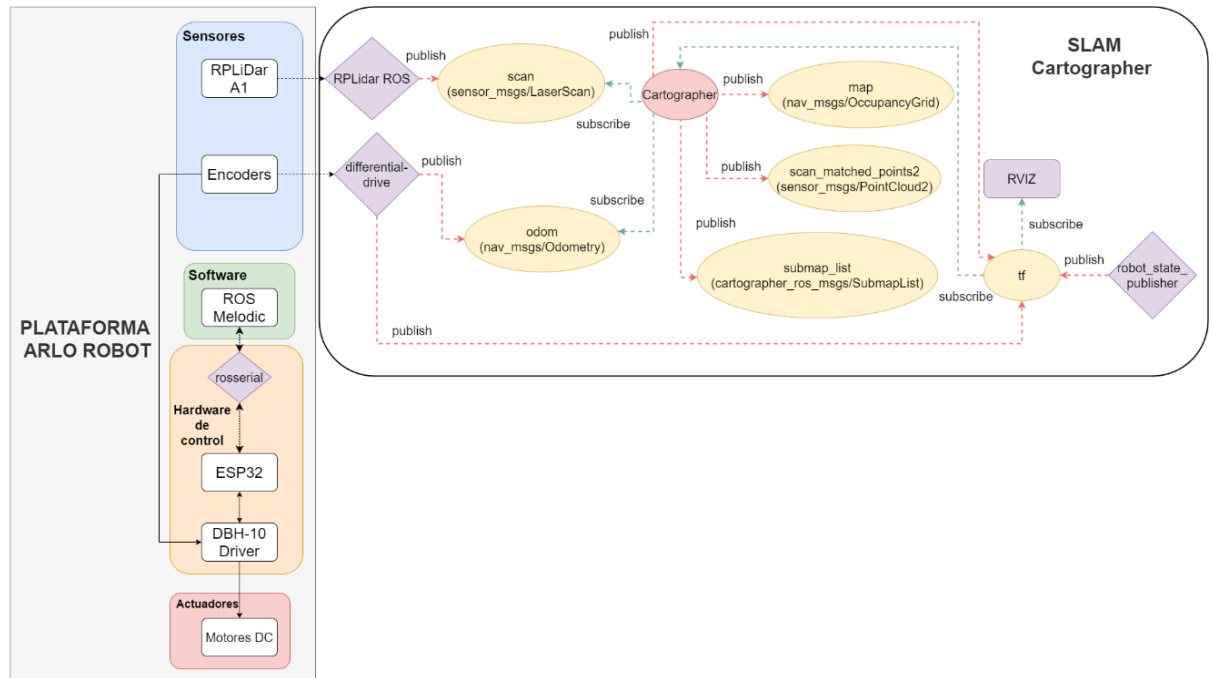 PLATAFORMA
ARLO ROBOT
Sensores
RPLiDar
A1
Encoders
Software
ROS
Melodic
rosserial
Hardware
de
control
ESP32
DBH-10
Driver
Actuadores
Motores DC
SLAM
Cartographer
RPLidar ROS
publish
scan
(sensor_msgs/LaserScan)
subscribe
publish
Cartographer
publish
map
(nav_msgs/OccupancyGrid)
differential-
drive
publish
subscribe
odom
(nav_msgs/Odometry)
publish
scan_matched_points2
(sensor_msgs/PointCloud2)
publish
submap_list
(cartographer_ros_msgs/SubmapList)
RVIZ
subscribe
tf
subscribe
publish
robot_state_
publisher
publish